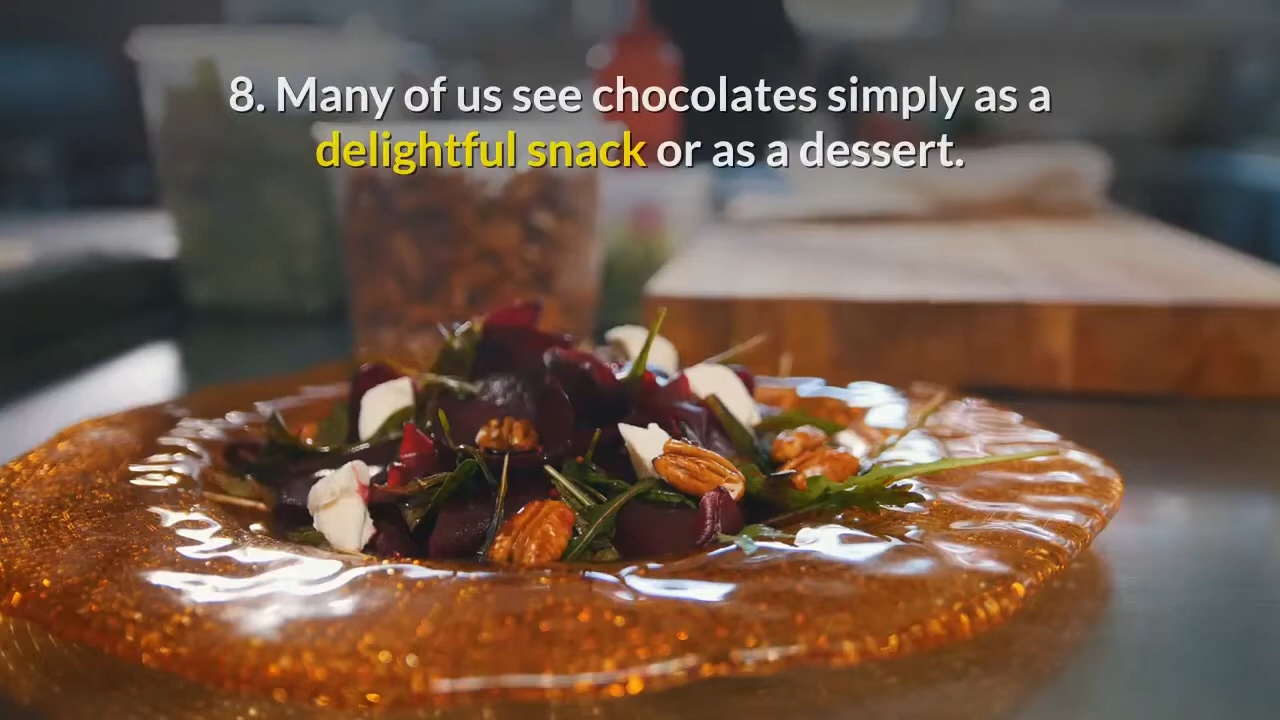 8. Many of us see chocolates simply as a
delightful snack or as a dessert.